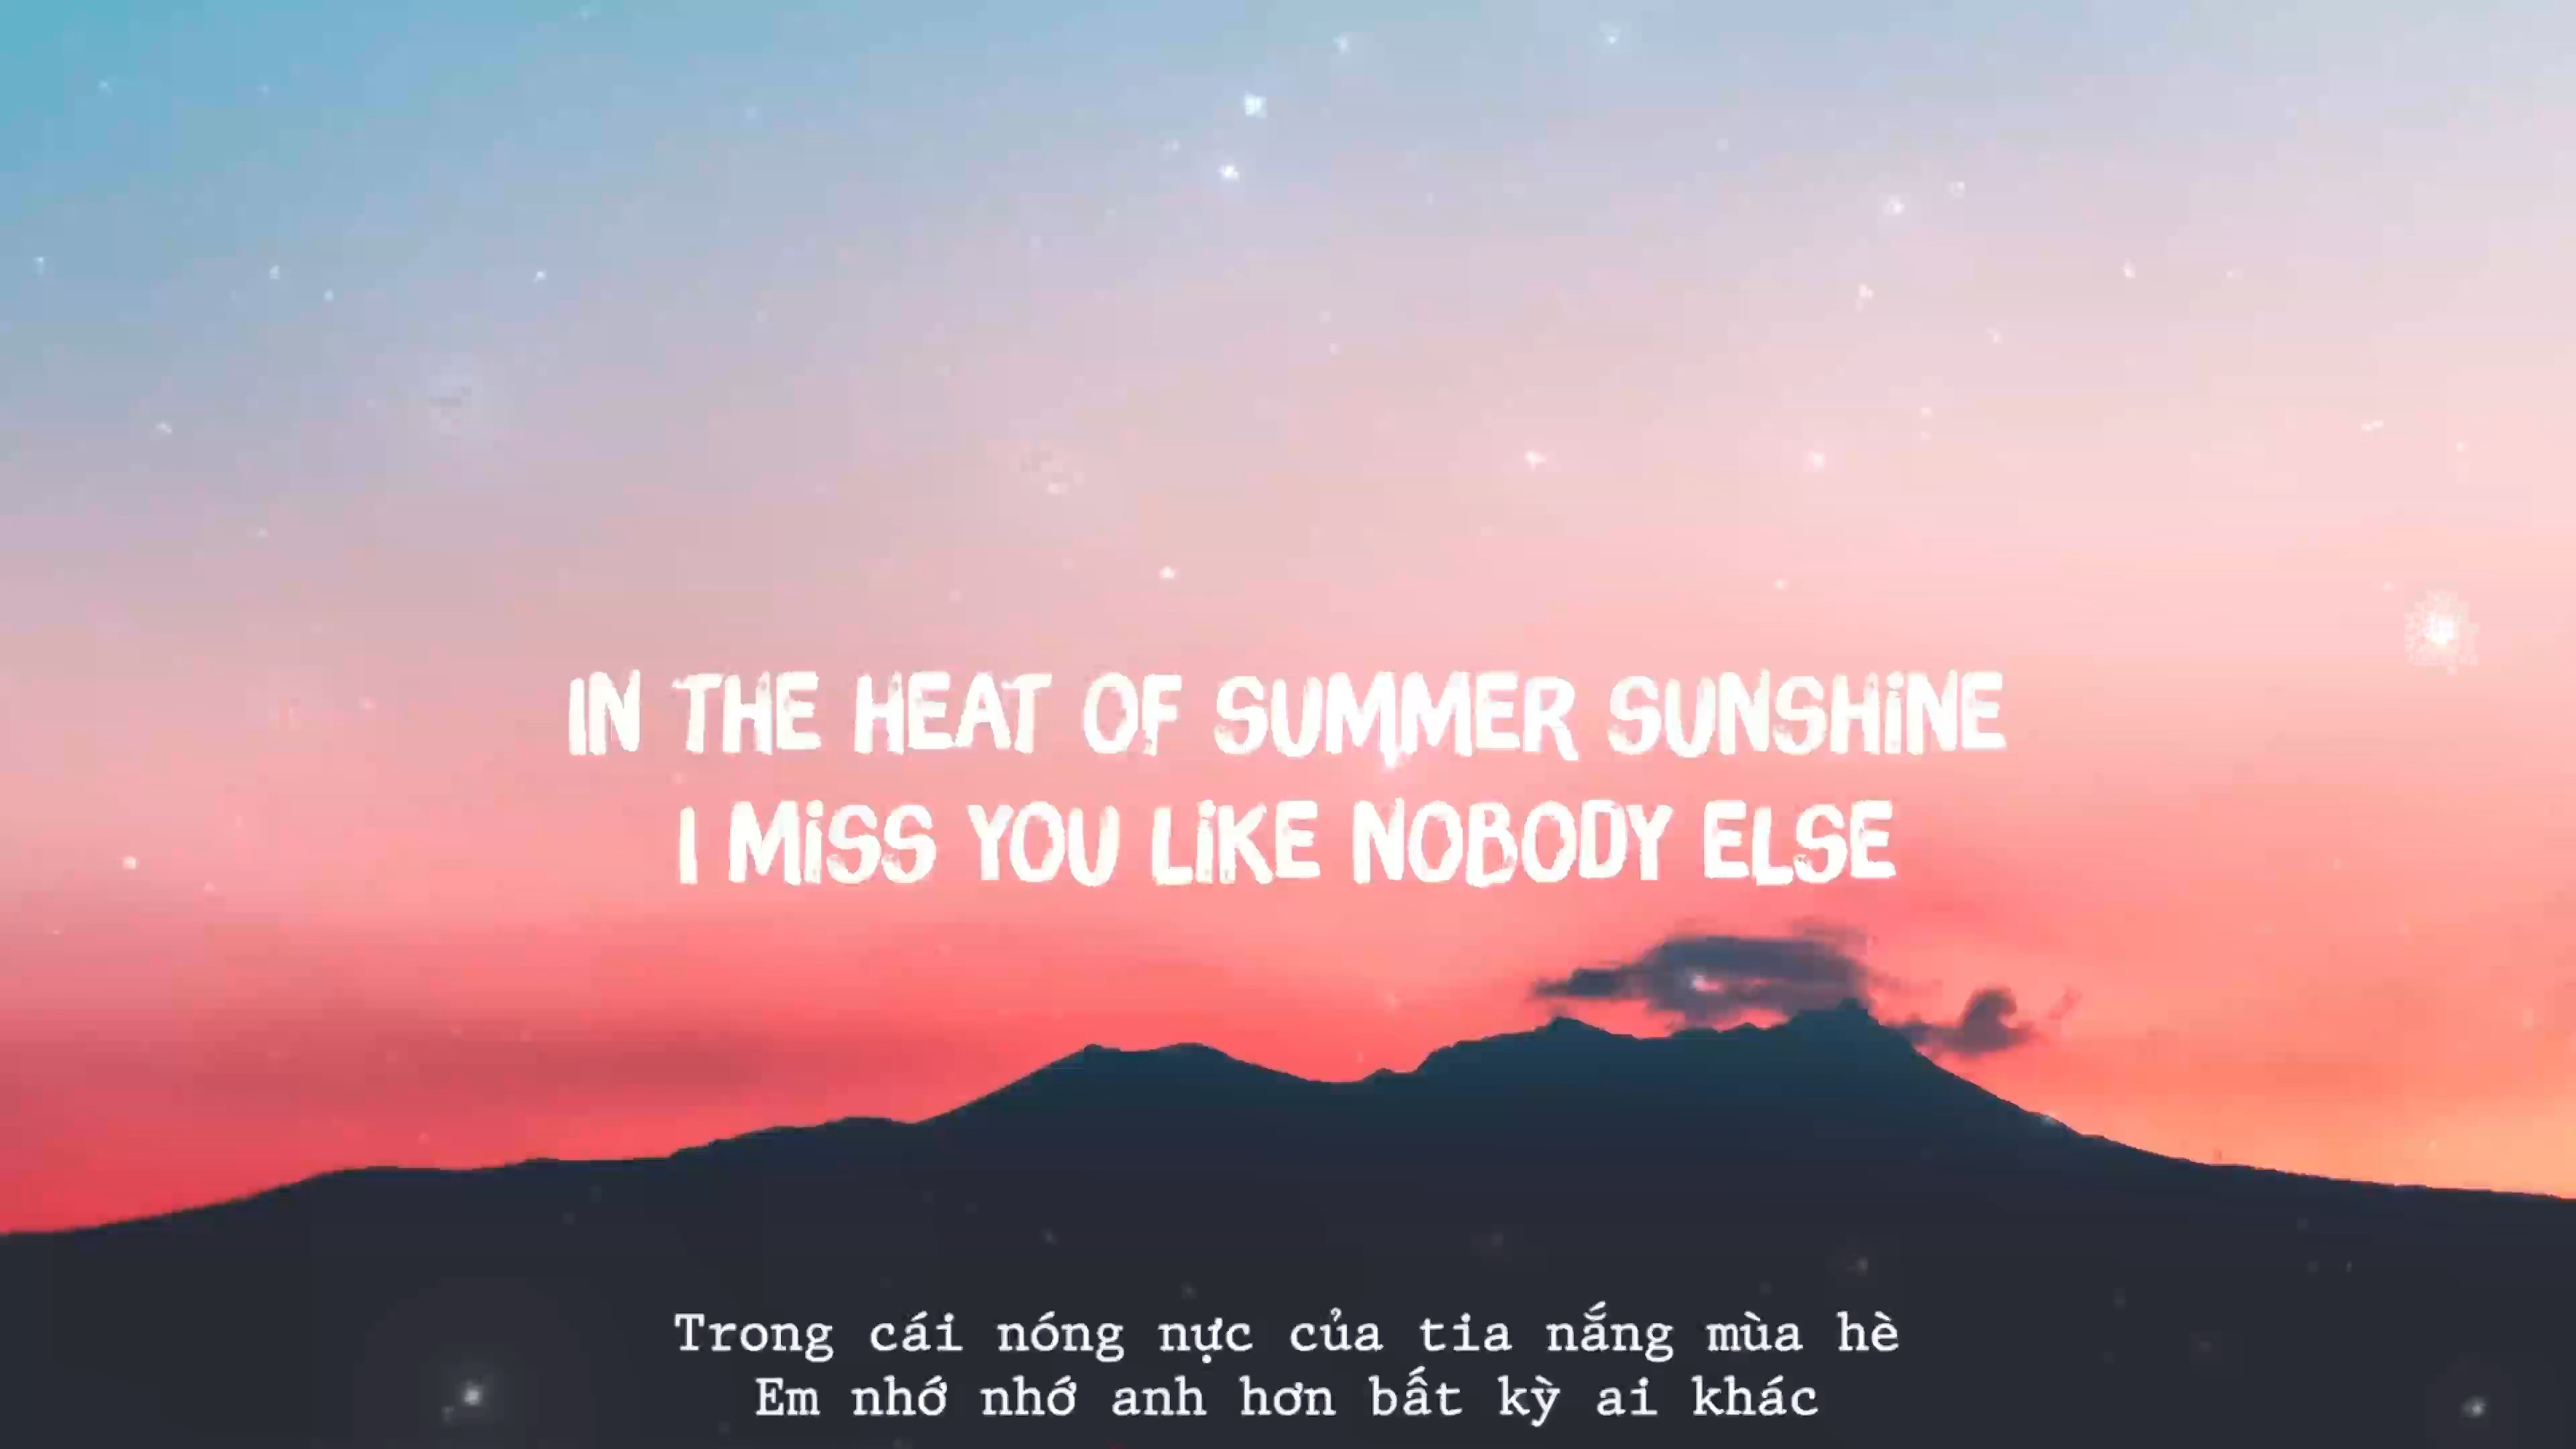 IN THE HEAT OF SUMMER SUNSHiNE
I MiSS YOU LiKE NOBODY ELSE
Trong cái nóng nực của tia nắng mùa hè
Em nhớ nhớ anh hơn bất kỳ ai khác